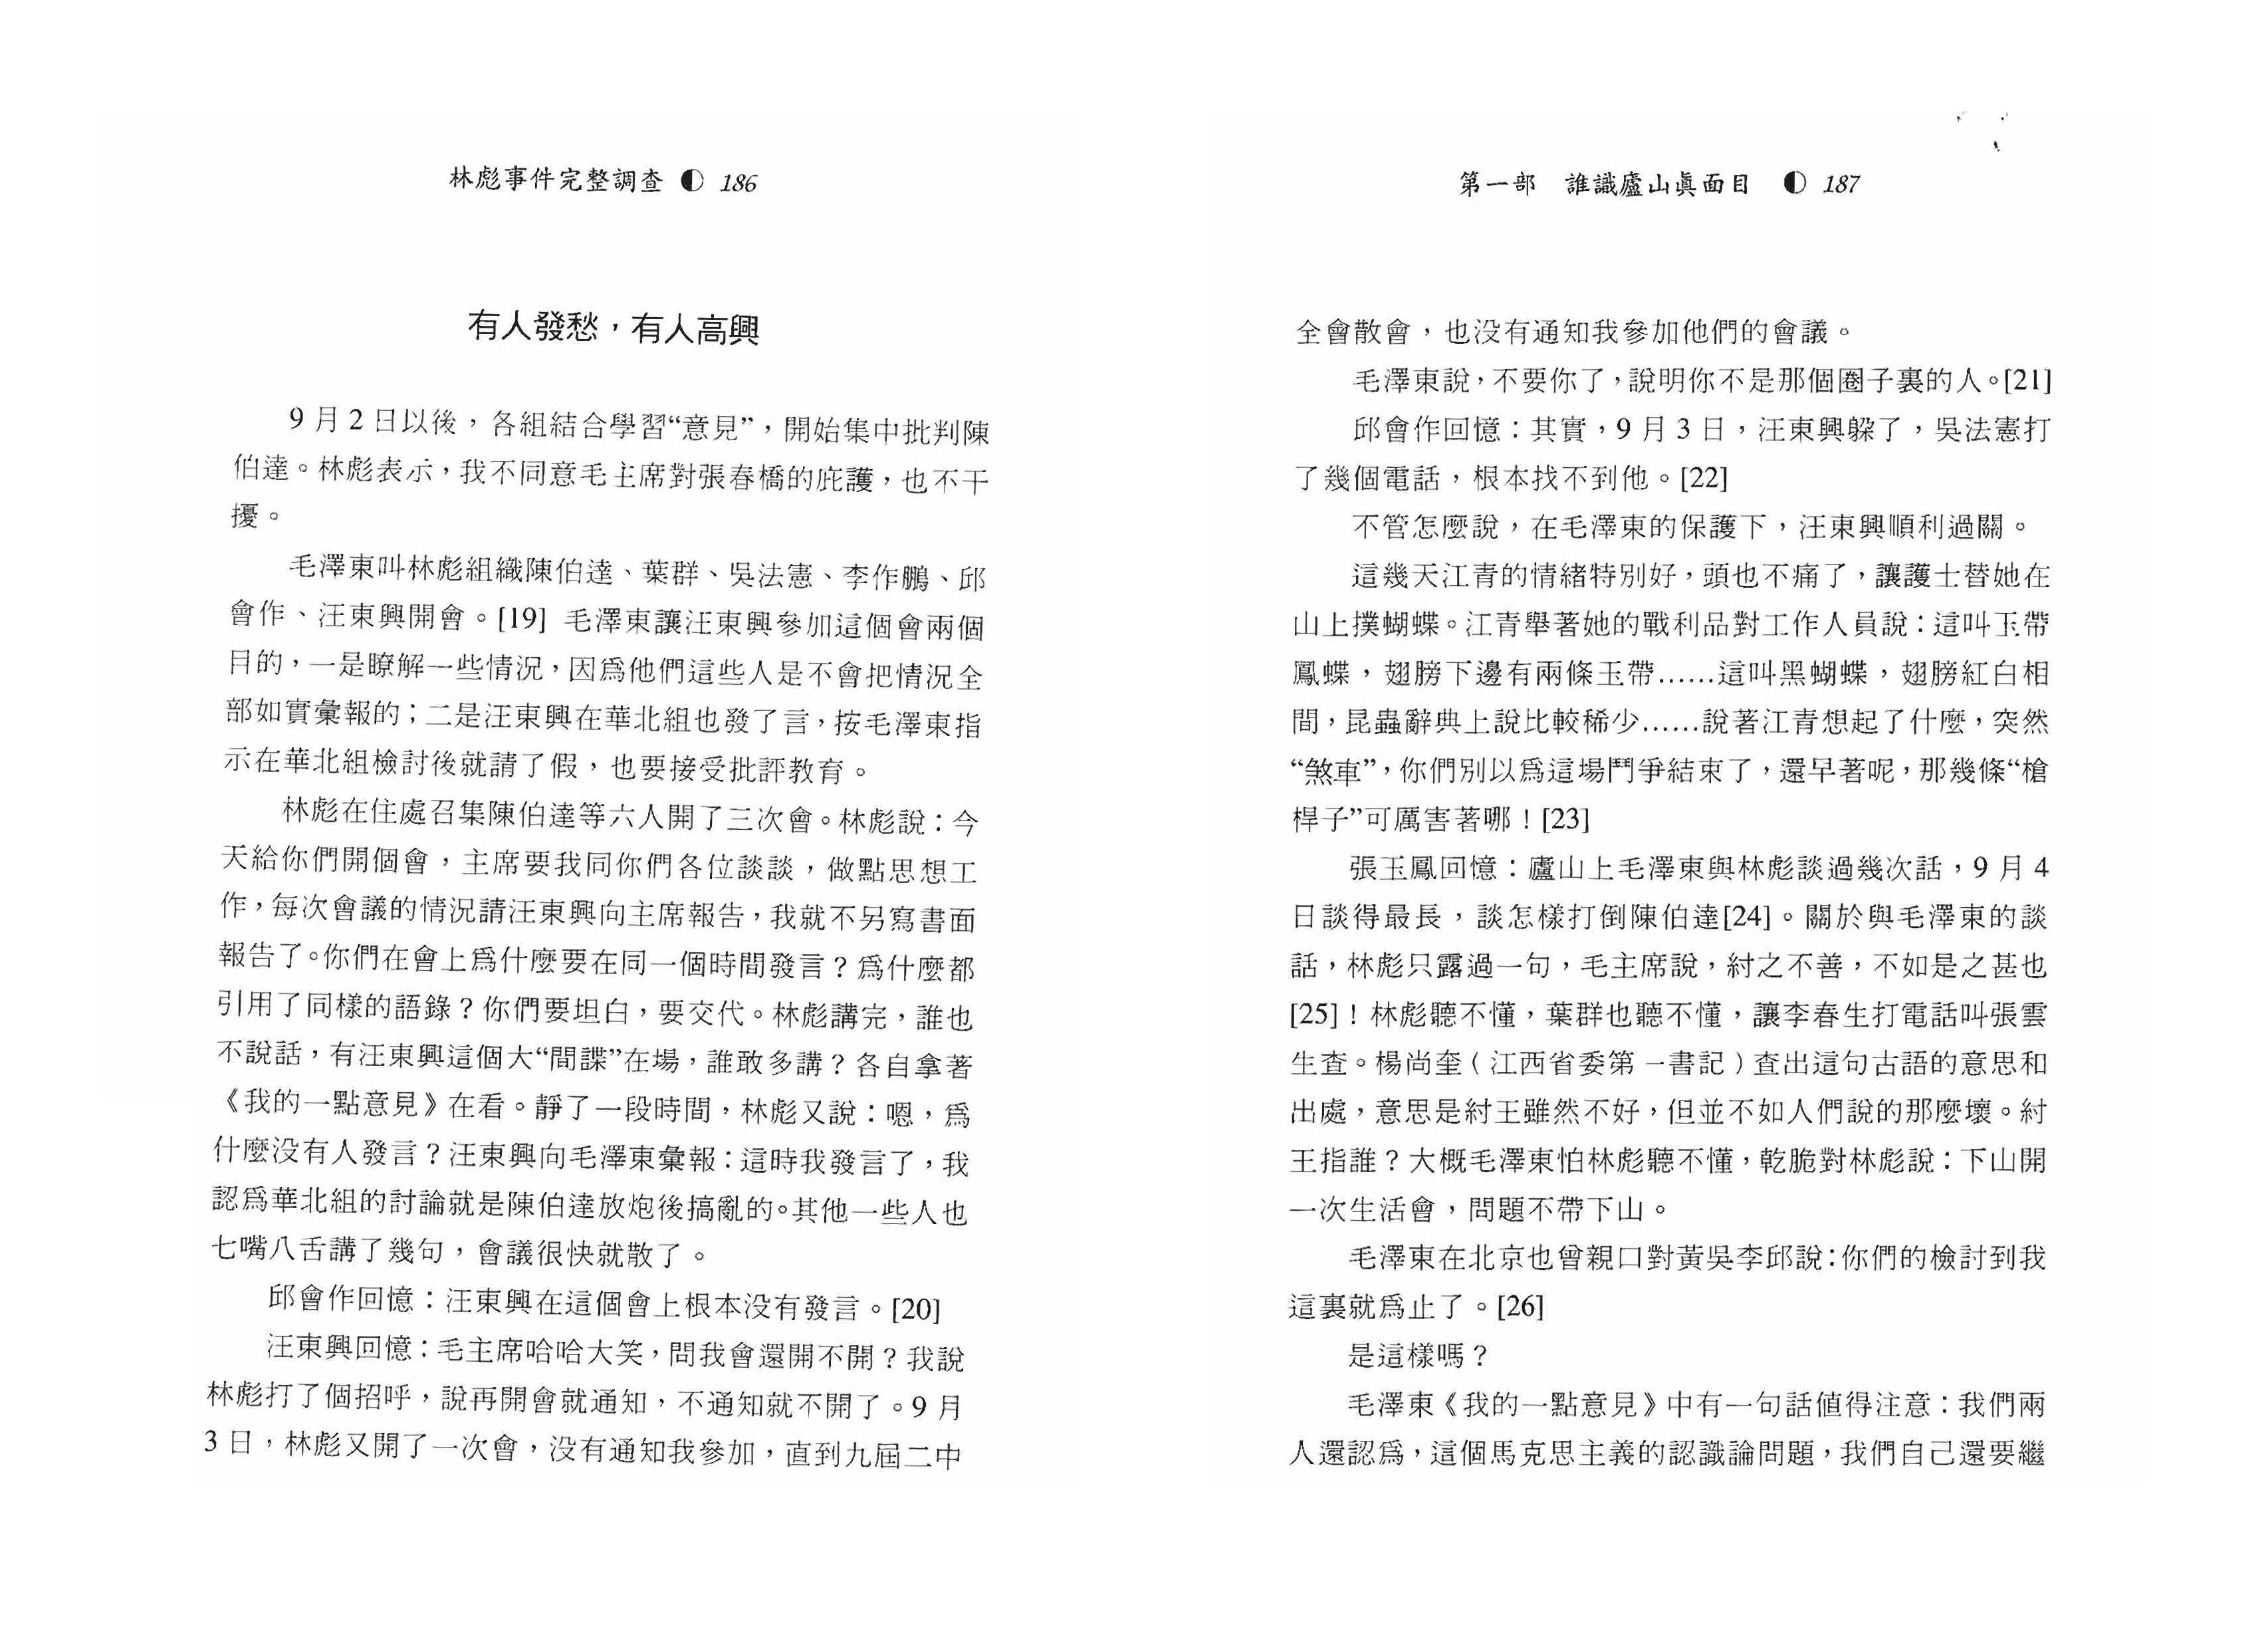 林彪事件完整調查 ◐ 186
有人發愁，有人高興
9 月 2 日以後，各組結合學習“意見”，開始集中批判陳
伯達。林彪表示，我不同意毛主席對張春橋的庇護，也不干
擾。
毛澤東叫林彪組織陳伯達、葉群、吳法憲、李作鵬、邱
會作、汪東興開會。[19] 毛澤東讓汪東興參加這個會兩個
目的，一是瞭解一些情況，因爲他們這些人是不會把情況全
部如實彙報的；二是汪東興在華北組也發了言，按毛澤東指
示在華北組檢討後就請了假，也要接受批評教育。
林彪在住處召集陳伯達等六人開了三次會。林彪說：今
天給你們開個會，主席要我同你們各位談談，做點思想工
作，每次會議的情況請汪東興向主席報告，我就不另寫書面
報告了。你們在會上爲什麼要在同一個時間發言？爲什麼都
引用了同樣的語錄？你們要坦白，要交代。林彪講完，誰也
不說話，有汪東興這個大“間諜”在場，誰敢多講？各自拿著
《我的一點意見》在看。靜了一段時間，林彪又說：嗯，爲
什麼没有人發言？汪東興向毛澤東彙報：這時我發言了，我
認爲華北組的討論就是陳伯達放炮後搞亂的。其他一些人也
七嘴八舌講了幾句，會議很快就散了。
邱會作回憶：汪東興在這個會上根本没有發言。[20]
汪東興回憶：毛主席哈哈大笑，問我會還開不開？我說
林彪打了個招呼，說再開會就通知，不通知就不開了。9 月
3 日，林彪又開了一次會，没有通知我參加，直到九屆二中
第一部 誰識廬山眞面目 ◐ 187
全會散會，也没有通知我參加他們的會議。
毛澤東說，不要你了，說明你不是那個圈子裏的人。[21]
邱會作回憶：其實，9 月 3 日，汪東興躲了，吳法憲打
了幾個電話，根本找不到他。[22]
不管怎麼說，在毛澤東的保護下，汪東興順利過關。
這幾天江青的情緒特別好，頭也不痛了，讓護士替她在
山上撲蝴蝶。江青舉著她的戰利品對工作人員說：這叫玉帶
鳳蝶，翅膀下邊有兩條玉帶……這叫黑蝴蝶，翅膀紅白相
間，昆蟲辭典上說比較稀少……說著江青想起了什麼，突然
“煞車”，你們別以爲這場鬥爭結束了，還早著呢，那幾條“槍
桿子”可厲害著哪！[23]
張玉鳳回憶：廬山上毛澤東與林彪談過幾次話，9 月 4
日談得最長，談怎樣打倒陳伯達[24]。關於與毛澤東的談
話，林彪只露過一句，毛主席說，紂之不善，不如是之甚也
[25]！林彪聽不懂，葉群也聽不懂，讓李春生打電話叫張雲
生查。楊尚奎（江西省委第一書記）查出這句古語的意思和
出處，意思是紂王雖然不好，但並不如人們說的那麼壞。紂
王指誰？大概毛澤東怕林彪聽不懂，乾脆對林彪說：下山開
一次生活會，問題不帶下山。
毛澤東在北京也曾親口對黃吳李邱說：你們的檢討到我
這裏就爲止了。[26]
是這樣嗎？
毛澤東《我的一點意見》中有一句話値得注意：我們兩
人還認爲，這個馬克思主義的認識論問題，我們自己還要繼